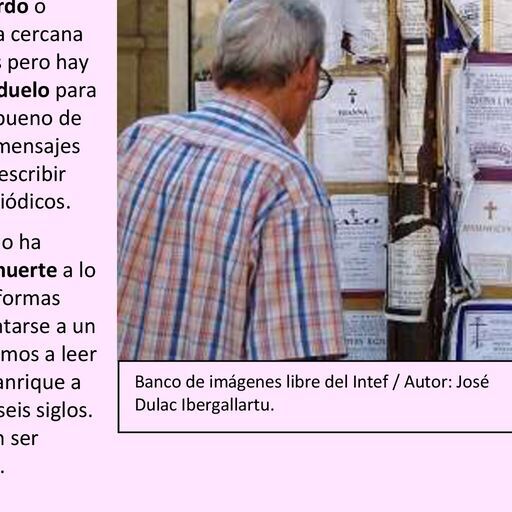 rdo o
a cercana
s pero hay
duelo para
bueno de
mensajes
escribir
iódicos.
o ha
nuerte a lo
formas
ntarse a un
mos a leer
anrique a
seis siglos.
n ser
.
Banco de imágenes libre del Intef / Autor: José
Dulac Ibergallartu.